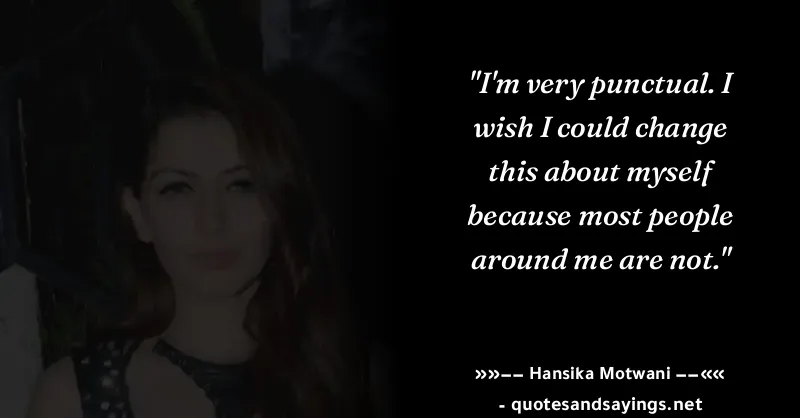 "I'm very punctual. I
wish I could change
this about myself
because most people
around me are not."
»»−− Hansika Motwani −−««
- quotesandsayings.net